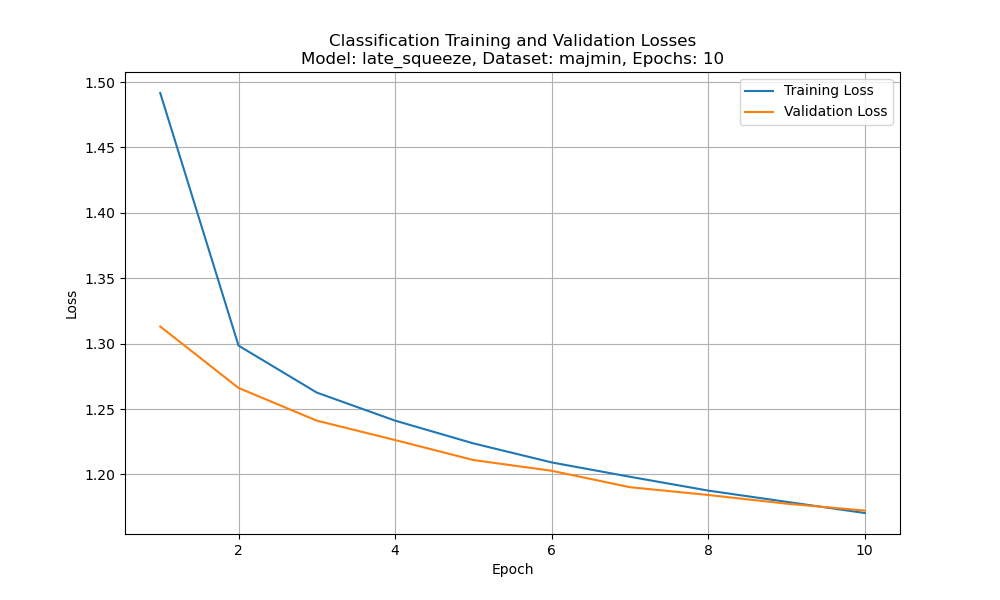 Classification Training and Validation Losses
Model: late_squeeze, Dataset: majmin, Epochs: 10
Training Loss
Validation Loss
1.50
1.45
1.40
1.35
1.30
1.25
1.20
Loss
2 4 6 8 10
Epoch